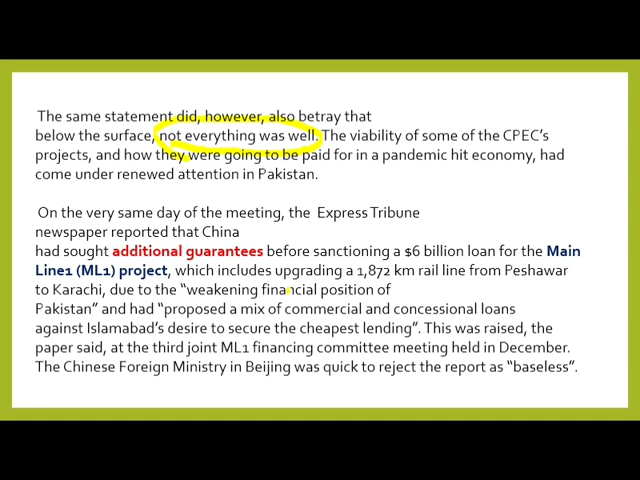 The same statement did, however, also betray that
below the surface, not everything was well. The viability of some of the CPEC's
projects, and how they were going to be paid for in a pandemic hit economy, had
come under renewed attention in Pakistan.
On the very same day of the meeting, the Express Tribune
newspaper reported that China
had sought additional guarantees before sanctioning a $6 billion loan for the Main
Line1 (ML1) project, which includes upgrading a 1,872 km rail line from Peshawar
to Karachi, due to the “weakening financial position of
Pakistan” and had “proposed a mix of commercial and concessional loans
against Islamabad's desire to secure the cheapest lending”. This was raised, the
paper said, at the third joint ML1 financing committee meeting held in December.
The Chinese Foreign Ministry in Beijing was quick to reject the report as “baseless”.